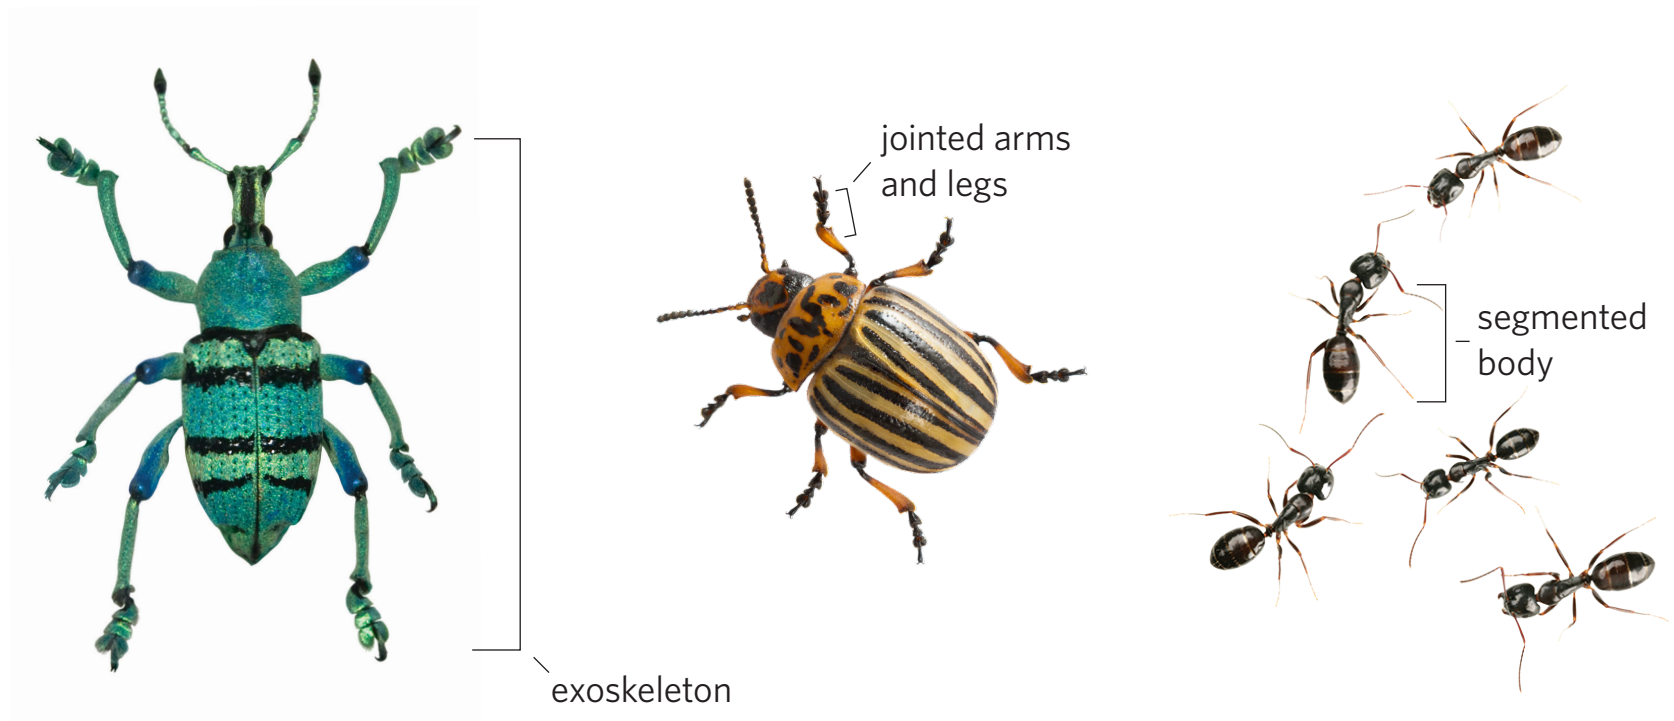 jointed arms
and legs
segmented
body
exoskeleton